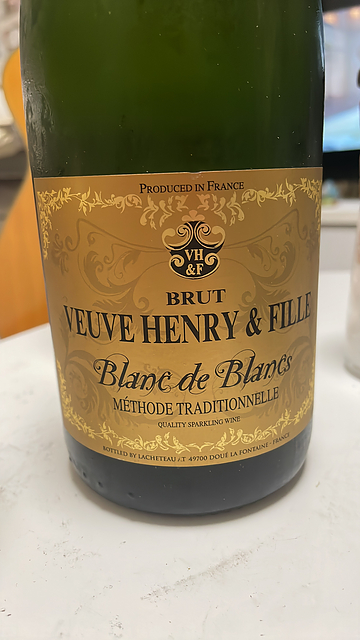 PRODUCED IN FRANCE
VH
&F
BRUT
VEUVE HENRY & FILLE
Blanc de Blancs
MÉTHODE TRADITIONNELLE
QUALITY SPARKLING WINE
BOTTLED BY LACHETEAU 49700 DOUÉ LA FONTAINE - FRANCE